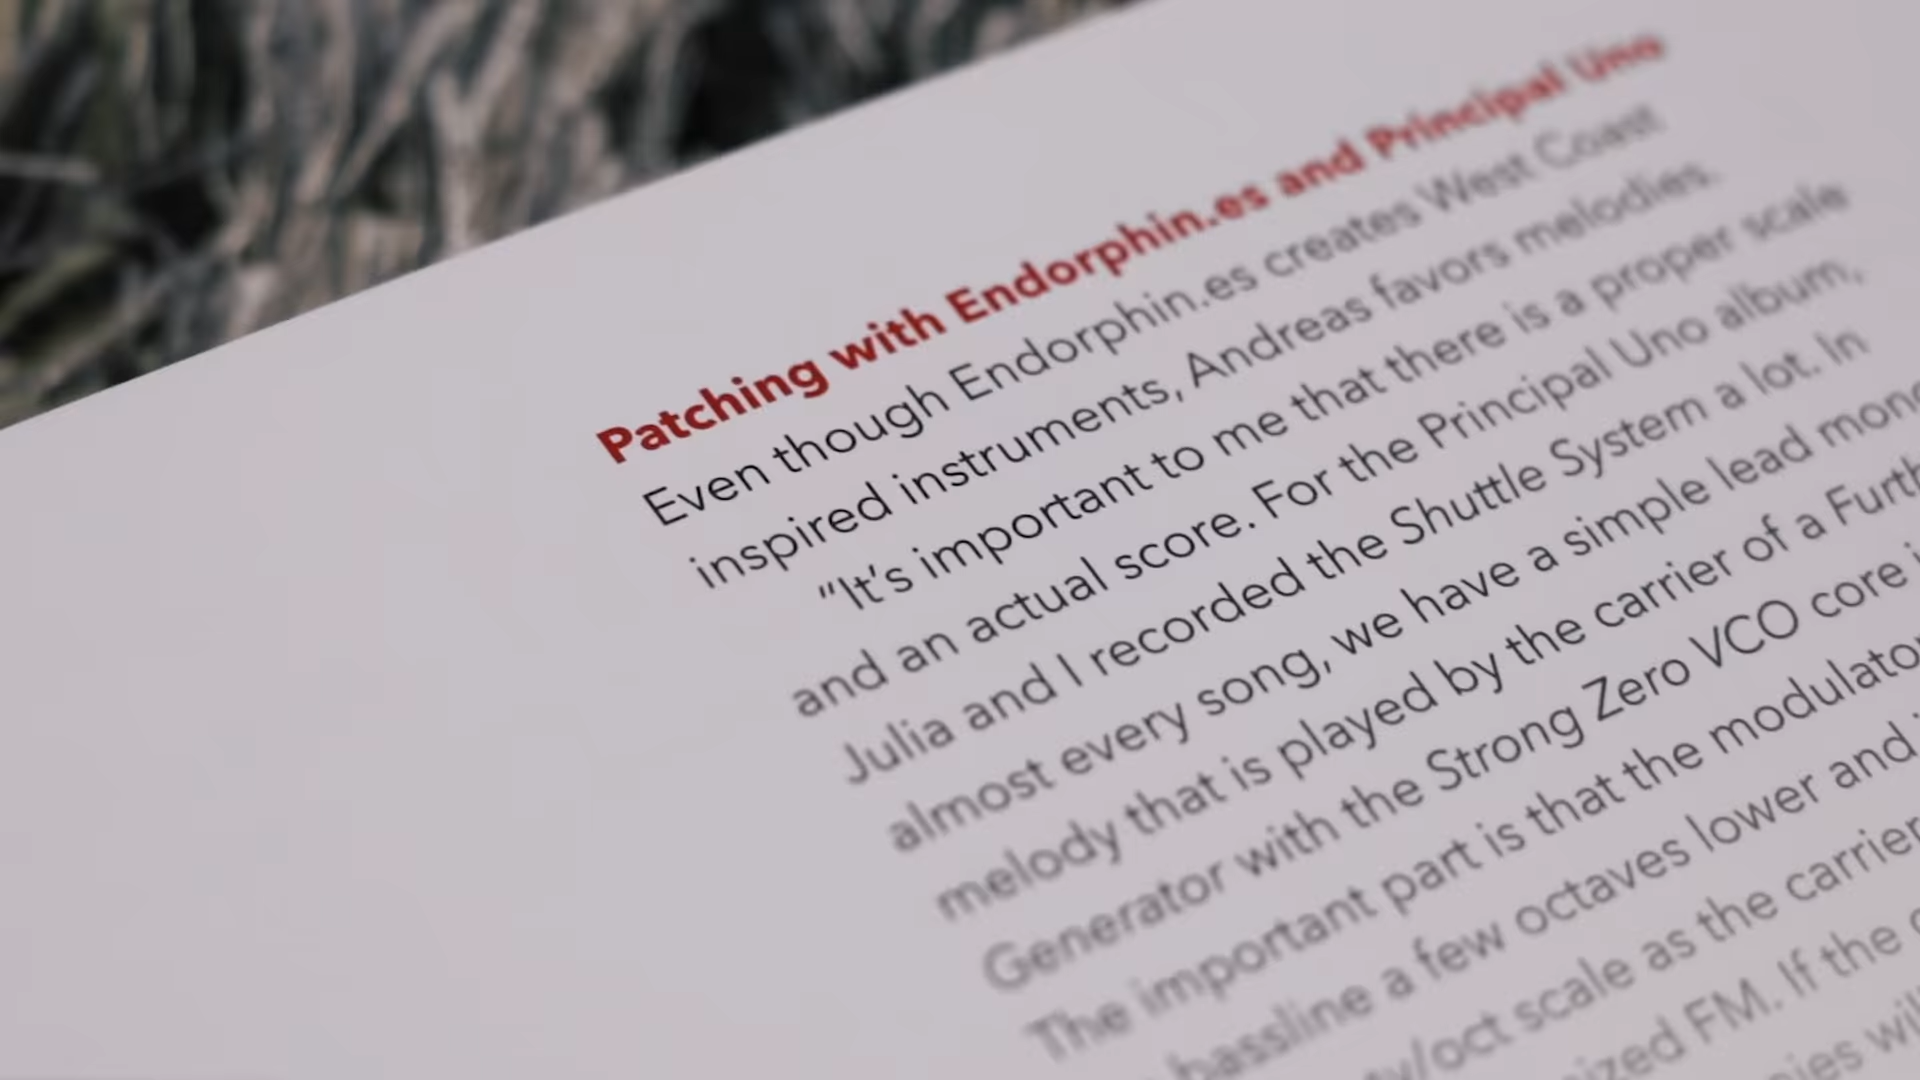 Patching with Endorphin.es and Principal Uno
Even though Endorphin.es creates West Coast
inspired instruments, Andreas favors melodies.
“It’s important to me that there is a proper scale
and an actual score. For the Principal Uno album,
Julia and I recorded the Shuttle System a lot. In
almost every song, we have a simple lead
melody that is played by the carrier of a
Generator with the Strong Zero VCO core
The important part is that the modulator
bassline a few octaves lower and
/oct scale as the carrier
FM. If the